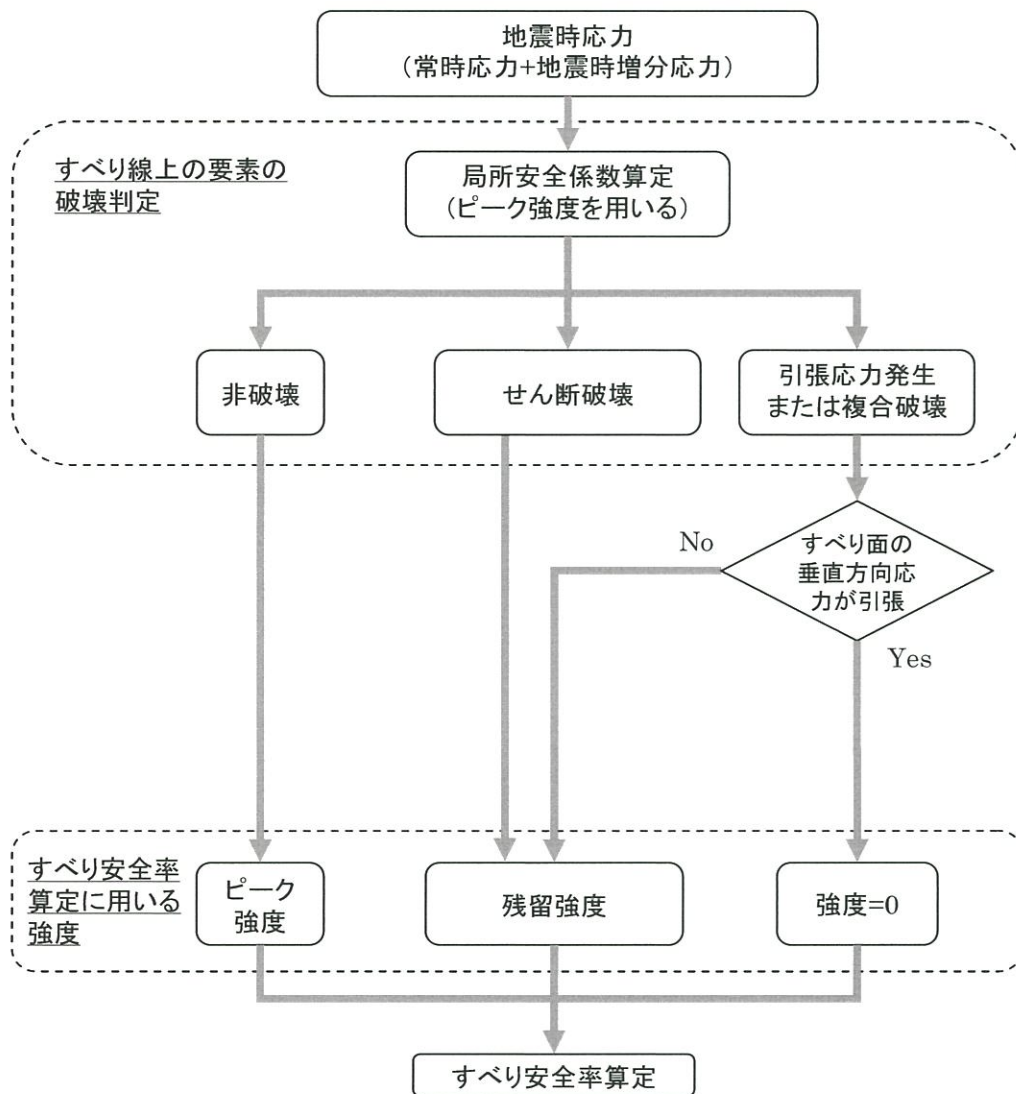 地震時応力
（常時応力+地震時増分応力）
すべり線上の要素の
破壊判定
局所安全係数算定
（ピーク強度を用いる）
非破壊
せん断破壊
引張応力発生
または複合破壊
No
すべり面の
垂直方向応
力が引張
Yes
すべり安全率
算定に用いる
強度
ピーク
強度
残留強度
強度=0
すべり安全率算定